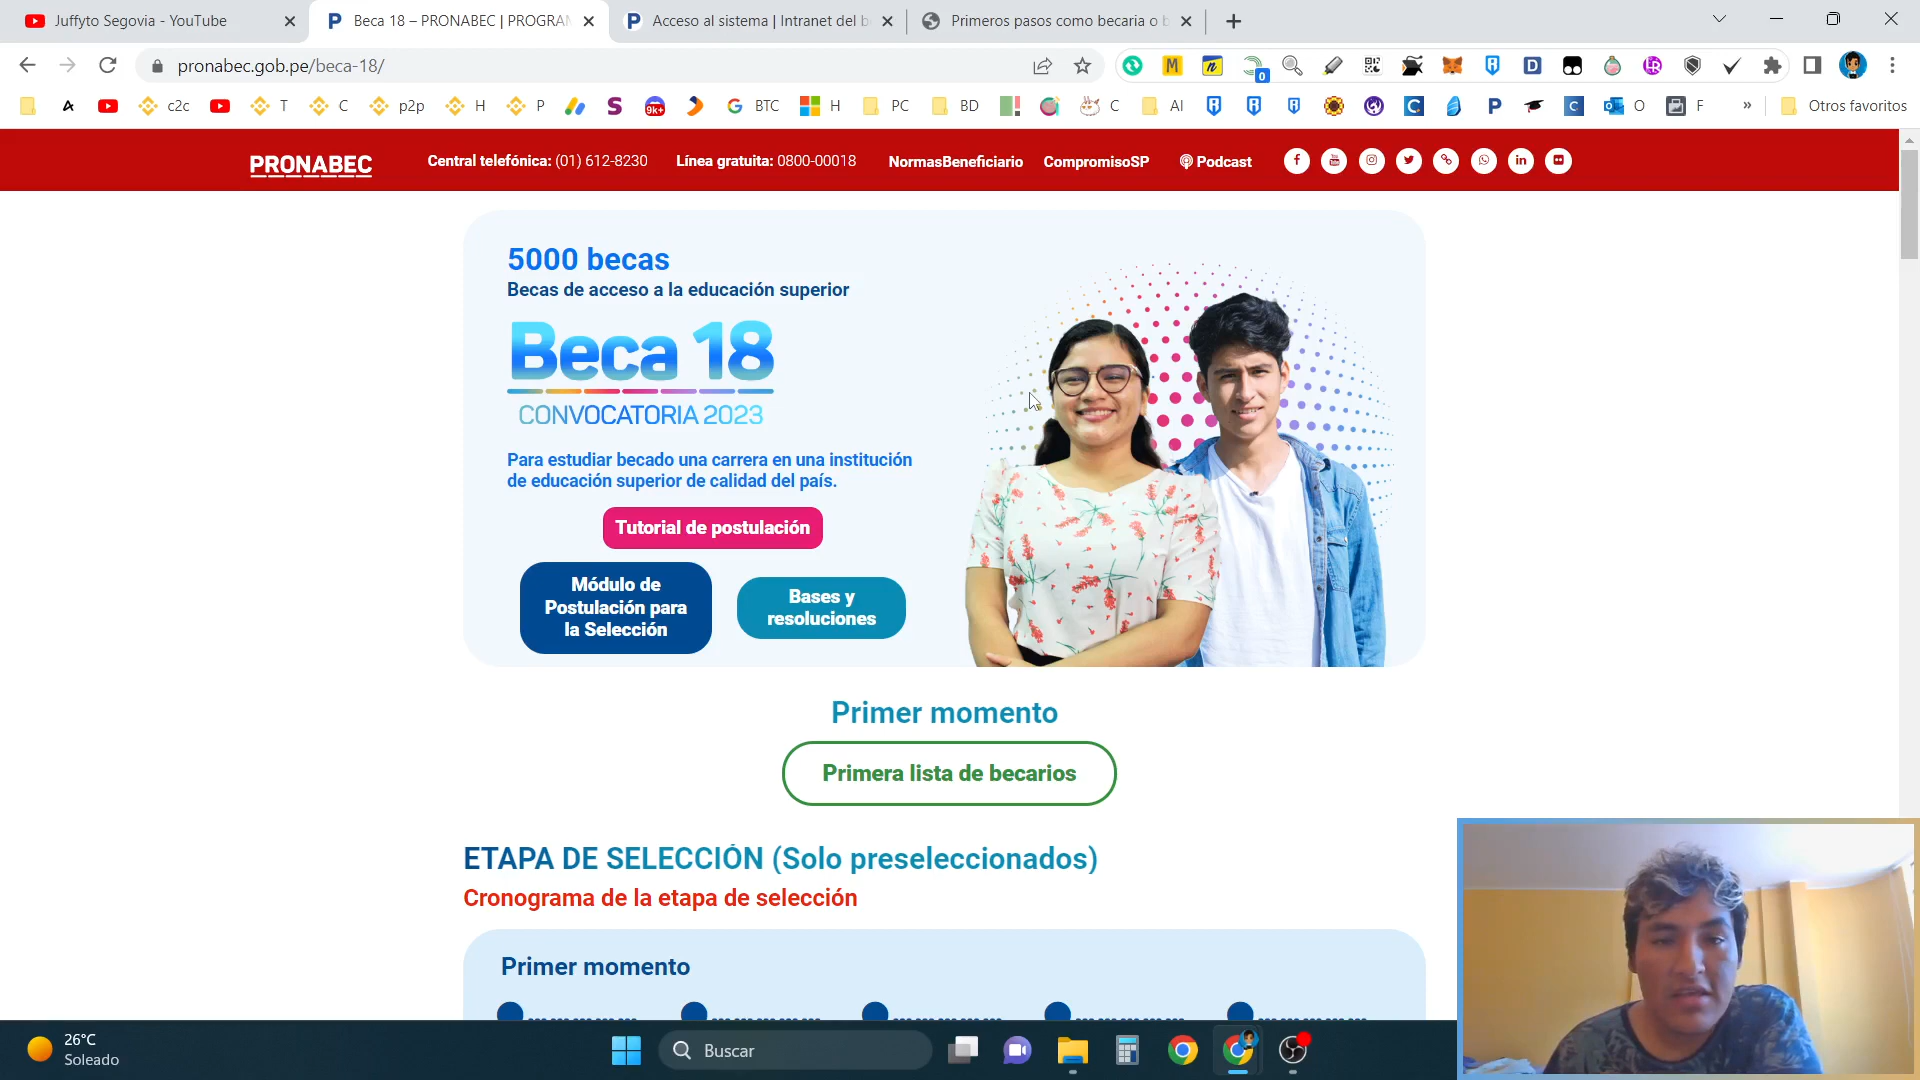 Juffyto Segovia - YouTube
Beca 18 – PRONABEC | PROGRAM
Acceso al sistema | Intranet del b
Primeros pasos como becaria o b
pronabec.gob.pe/beca-18/
c2c
T
C
p2p
H
P
BTC
H
PC
BD
C
AI
O
F
»
Otros favoritos
PRONABEC
Central telefónica: (01) 612-8230
Línea gratuita: 0800-00018
NormasBeneficiario
CompromisoSP
Podcast
5000 becas
Becas de acceso a la educación superior
Beca 18
CONVOCATORIA 2023
Para estudiar becado una carrera en una institución
de educación superior de calidad del país.
Tutorial de postulación
Módulo de
Postulación para
la Selección
Bases y
resoluciones
Primer momento
Primera lista de becarios
ETAPA DE SELECCIÓN (Solo preseleccionados)
Cronograma de la etapa de selección
Primer momento
26°C
Soleado
Buscar